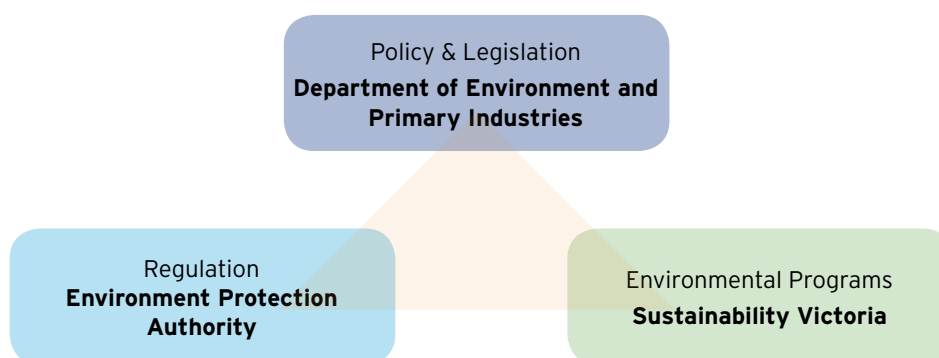 Policy & Legislation
Department of Environment and
Primary Industries
Regulation
Environment Protection
Authority
Environmental Programs
Sustainability Victoria